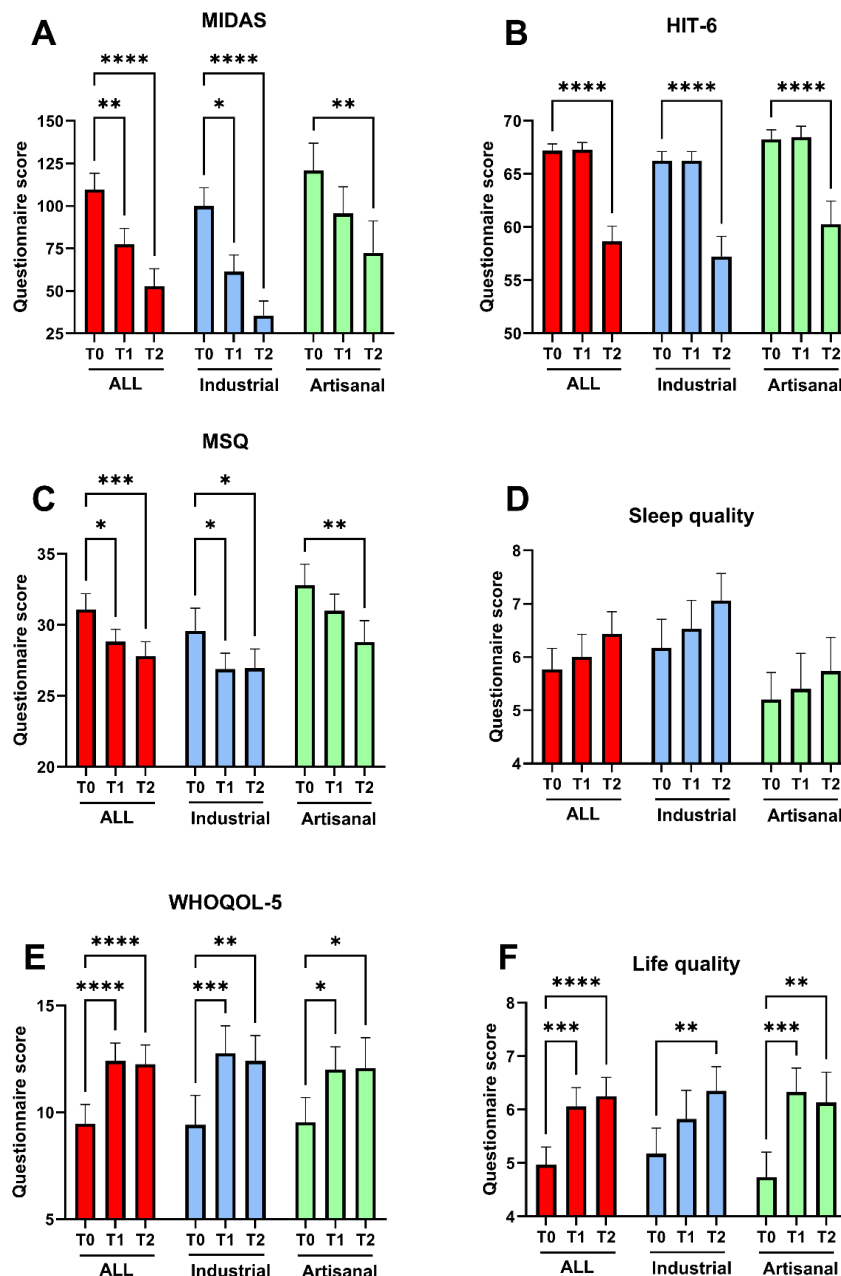 A
MIDAS
**** ****
** * **
Questionnaire score
150
125
100
75
50
25
T0 T1 T2 T0 T1 T2 T0 T1 T2
ALL Industrial Artisanal
B
HIT-6
**** **** ****
Questionnaire score
70
65
60
55
50
T0 T1 T2 T0 T1 T2 T0 T1 T2
ALL Industrial Artisanal
C
MSQ
*** *
* * **
Questionnaire score
35
30
25
20
T0 T1 T2 T0 T1 T2 T0 T1 T2
ALL Industrial Artisanal
D
Sleep quality
Questionnaire score
8
7
6
5
4
T0 T1 T2 T0 T1 T2 T0 T1 T2
ALL Industrial Artisanal
E
WHOQOL-5
**** ** *
**** *** *
Questionnaire score
15
13
10
8
5
T0 T1 T2 T0 T1 T2 T0 T1 T2
ALL Industrial Artisanal
F
Life quality
**** **
*** ** ***
Questionnaire score
8
7
6
5
4
T0 T1 T2 T0 T1 T2 T0 T1 T2
ALL Industrial Artisanal